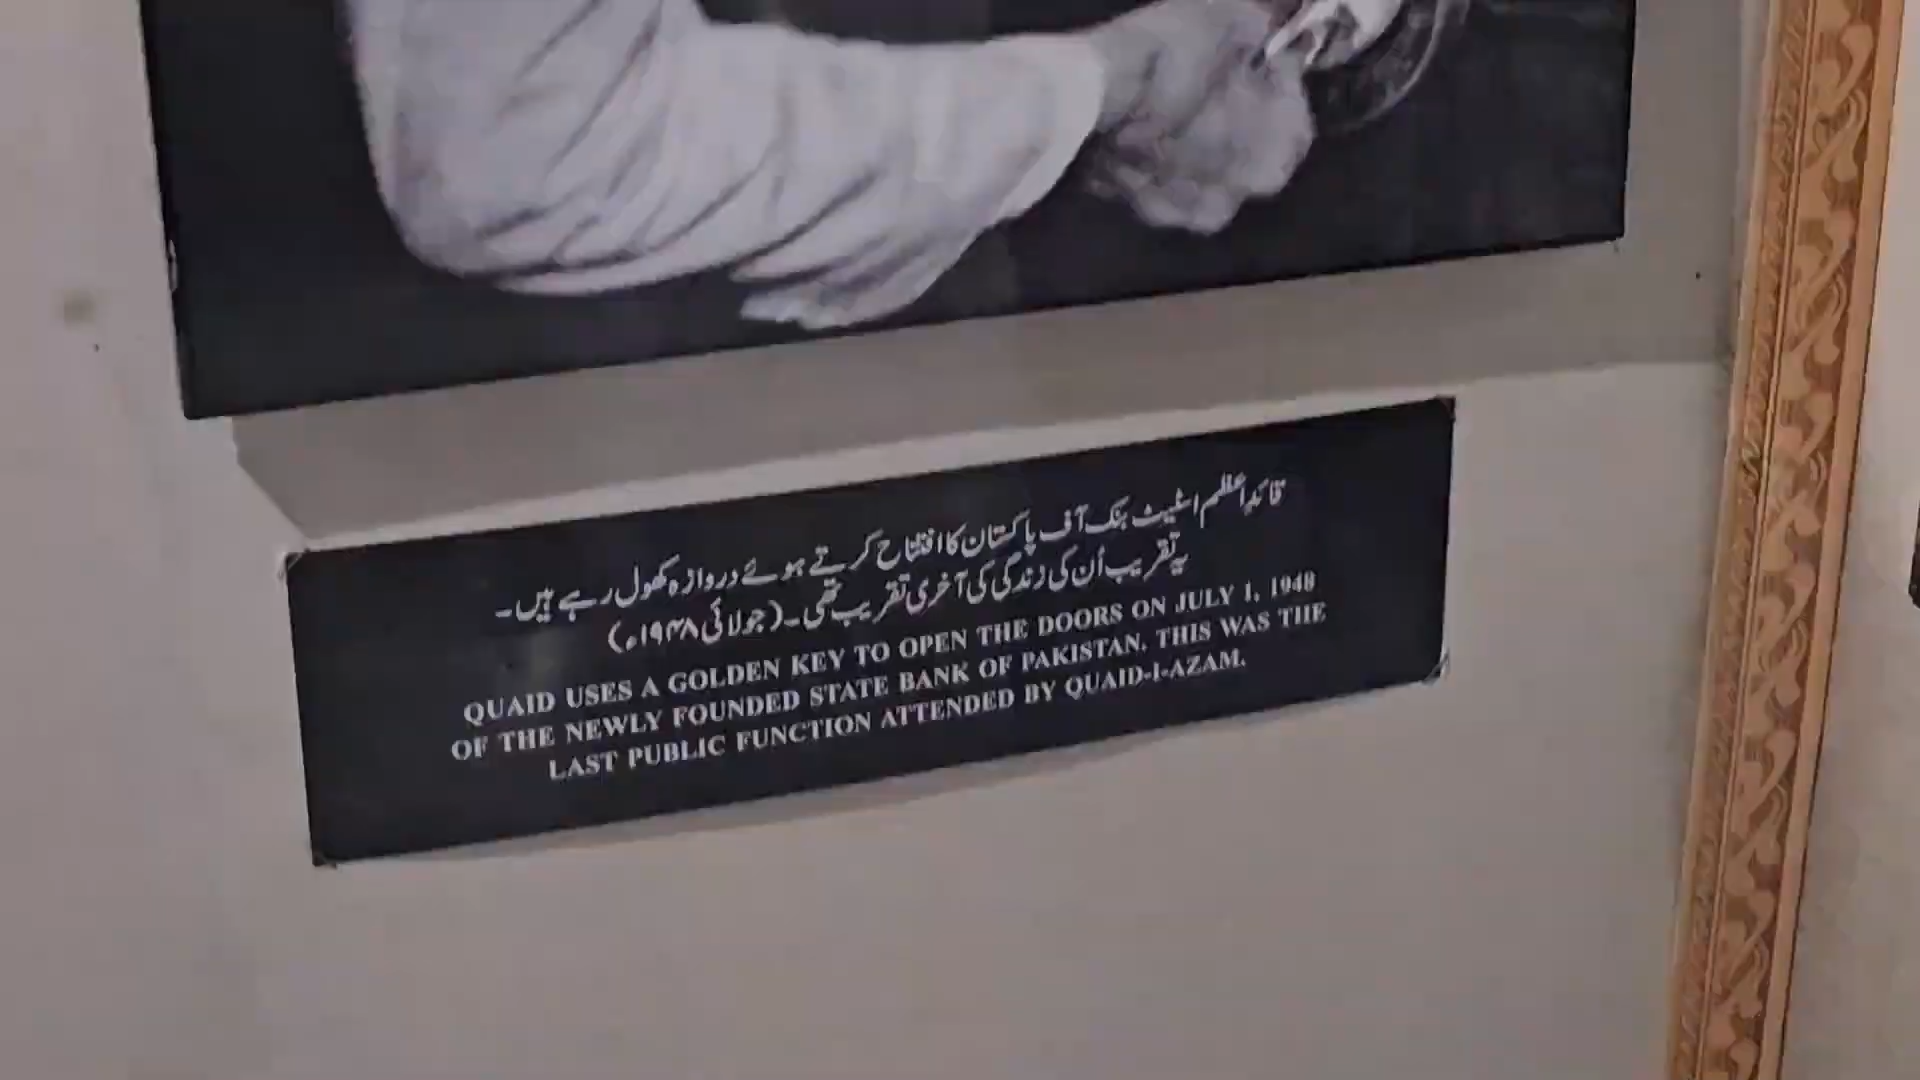 قائدِاعظم اسٹیٹ بنک آف پاکستان کا افتتاح کرتے ہوئے دروازہ کھول رہے ہیں۔
یہ تقریب اُن کی زندگی کی آخری تقریب تھی۔ (جولائی ۱۹۴۸ء)
QUAID USES A GOLDEN KEY TO OPEN THE DOORS ON JULY 1, 1948
OF THE NEWLY FOUNDED STATE BANK OF PAKISTAN. THIS WAS THE
LAST PUBLIC FUNCTION ATTENDED BY QUAID-I-AZAM.